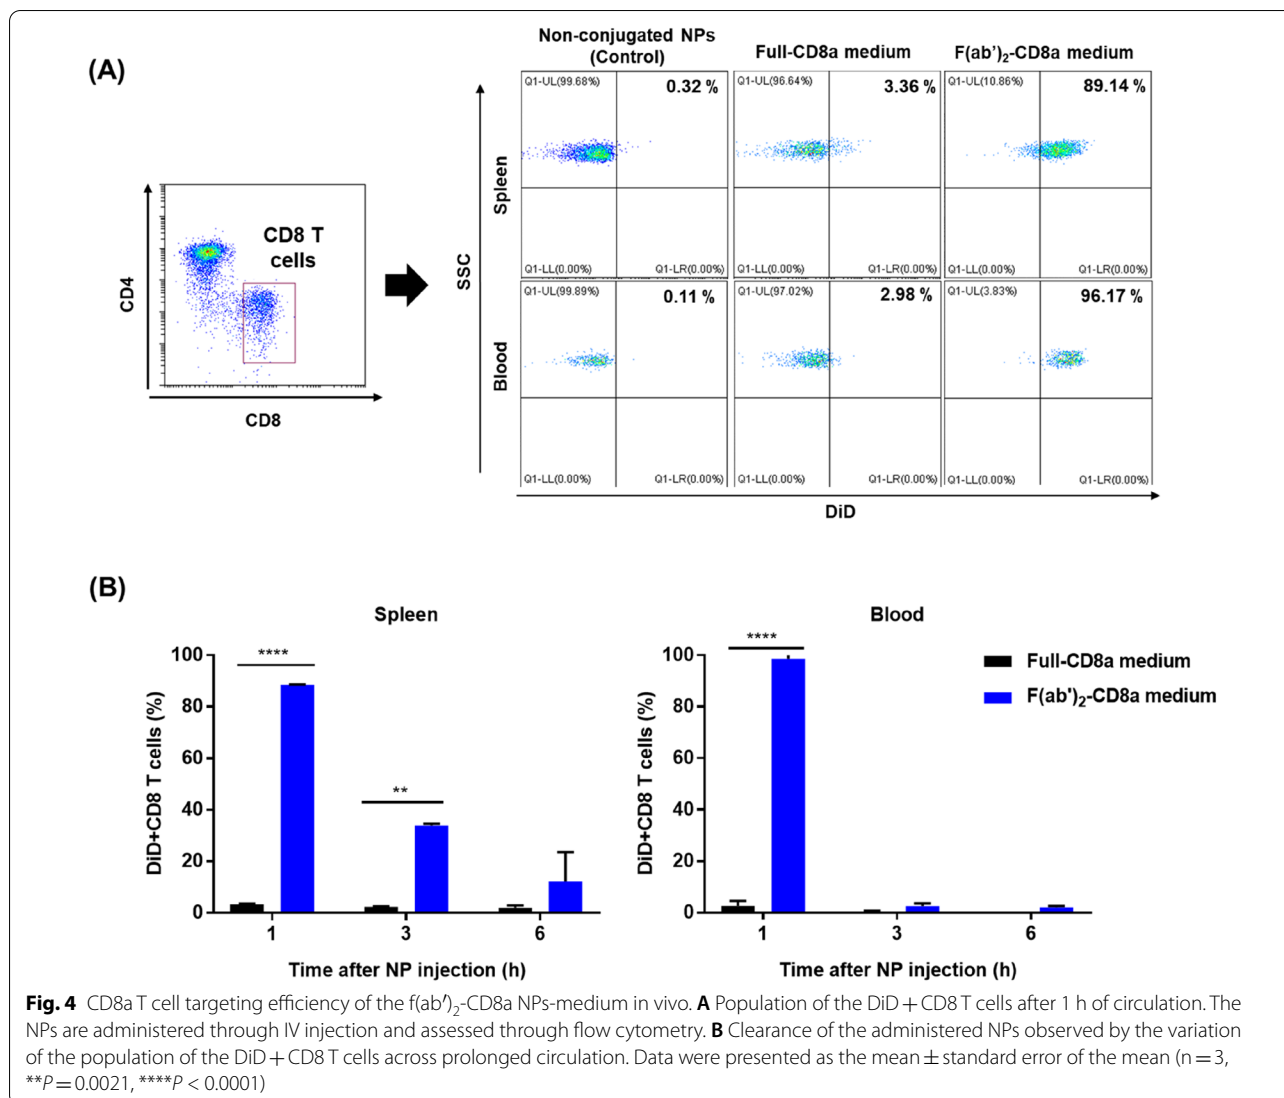 (A)
Non-conjugated NPs
(Control)
Full-CD8a medium
F(ab')2-CD8a medium
CD4
CD8 T
cells
CD8
SSC
Spleen
Q1-UL(99.68%)
0.32 %
Q1-LL(0.00%)
Q1-LR(0.00%)
Q1-UL(96.64%)
3.36 %
Q1-LL(0.00%)
Q1-LR(0.00%)
Q1-UL(10.86%)
89.14 %
Q1-LL(0.00%)
Q1-LR(0.00%)
Blood
Q1-UL(99.89%)
0.11 %
Q1-LL(0.00%)
Q1-LR(0.00%)
Q1-UL(97.02%)
2.98 %
Q1-LL(0.00%)
Q1-LR(0.00%)
Q1-UL(3.83%)
96.17 %
Q1-LL(0.00%)
Q1-LR(0.00%)
DiD
(B)
Spleen
DiD+CD8 T cells (%)
100
80
60
40
20
0
****
**
1
3
6
Time after NP injection (h)
Blood
DiD+CD8 T cells (%)
100
80
60
40
20
0
****
1
3
6
Time after NP injection (h)
Full-CD8a medium
F(ab')2-CD8a medium
Fig. 4 CD8a T cell targeting efficiency of the f(ab′)2-CD8a NPs-medium in vivo. A Population of the DiD + CD8 T cells after 1 h of circulation. The
NPs are administered through IV injection and assessed through flow cytometry. B Clearance of the administered NPs observed by the variation
of the population of the DiD + CD8 T cells across prolonged circulation. Data were presented as the mean ± standard error of the mean (n = 3,
**P = 0.0021, ****P < 0.0001)